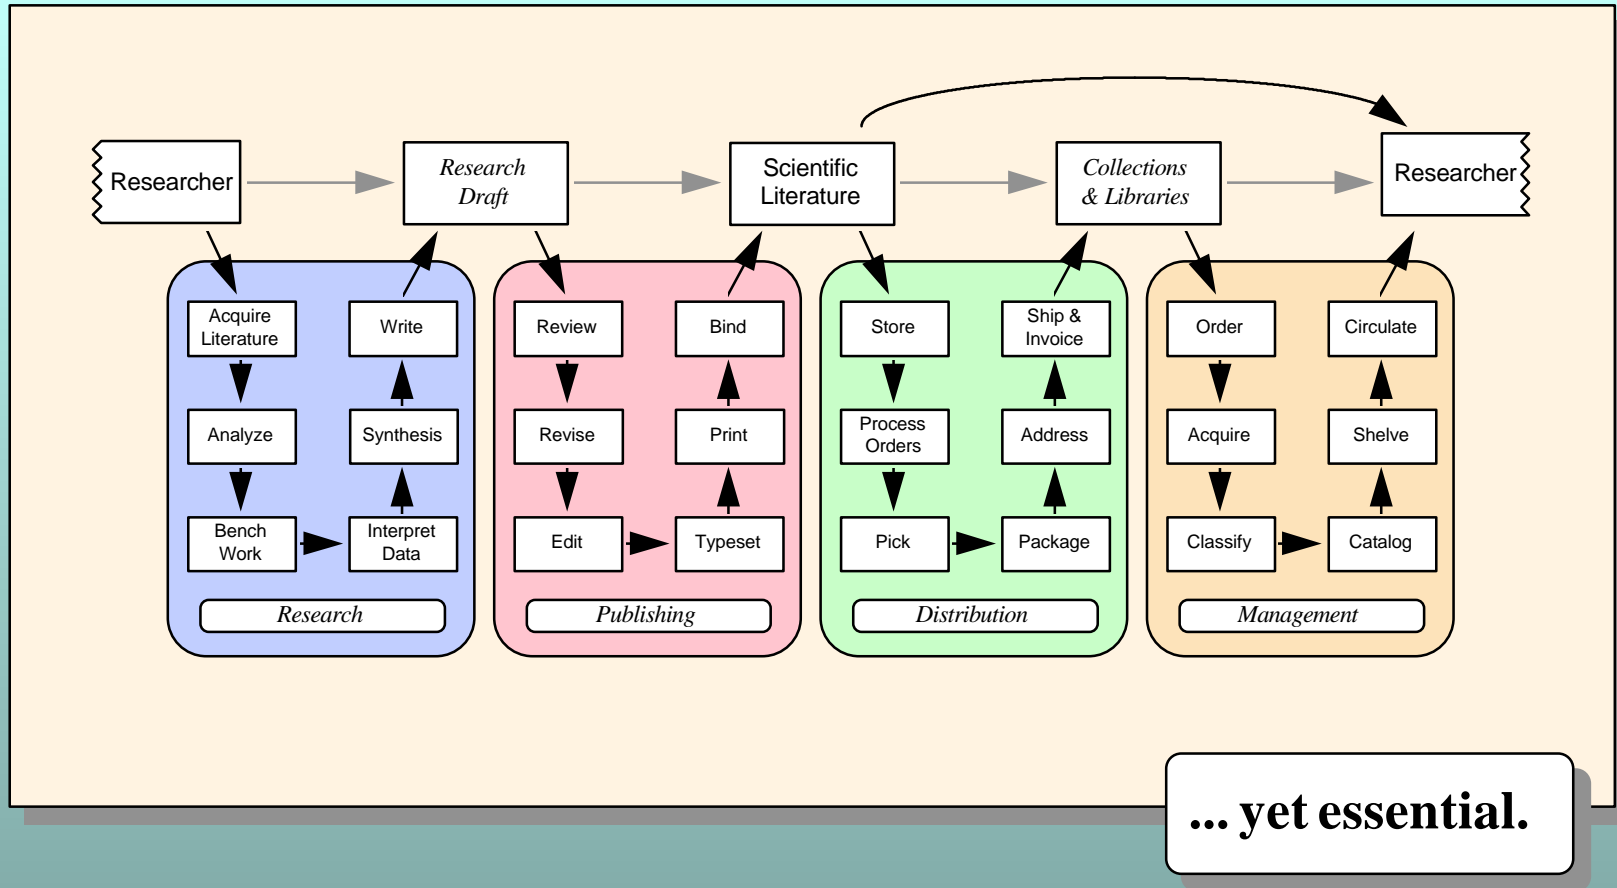 Researcher
Research
Draft
Scientific
Literature
Collections
& Libraries
Researcher
Acquire
Literature
Analyze
Bench
Work
Interpret
Data
Synthesis
Write
Research
Review
Revise
Edit
Typeset
Print
Bind
Publishing
Store
Process
Orders
Pick
Package
Address
Ship &
Invoice
Distribution
Order
Acquire
Classify
Catalog
Shelve
Circulate
Management
... yet essential.